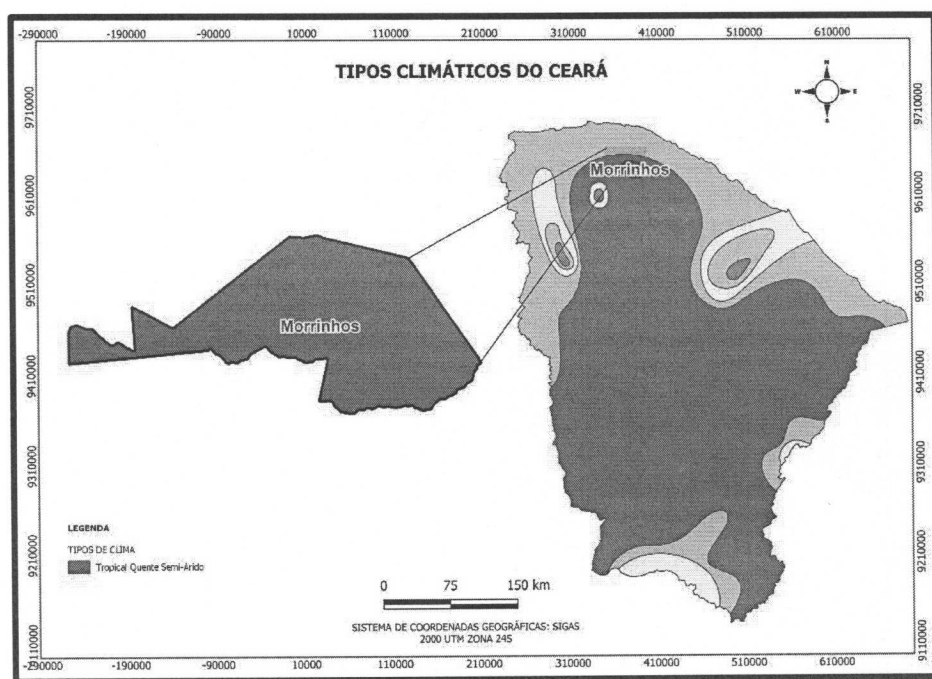 -290000 -190000 -90000 10000 110000 210000 310000 410000 510000 610000
TIPOS CLIMÁTICOS DO CEARÁ
N
W E
S
9710000 9710000
Morrinhos
9610000 9610000
9510000 9510000
Morrinhos
9410000 9410000
9310000 9310000
LEGENDA
TIPOS DE CLIMA
Tropical Quente Semi-Árido
9210000 9210000
0 75 150 km
SISTEMA DE COORDENADAS GEOGRÁFICAS: SIGAS
2000 UTM ZONA 245
9110000 9110000
-290000 -190000 -90000 10000 110000 210000 310000 410000 510000 610000